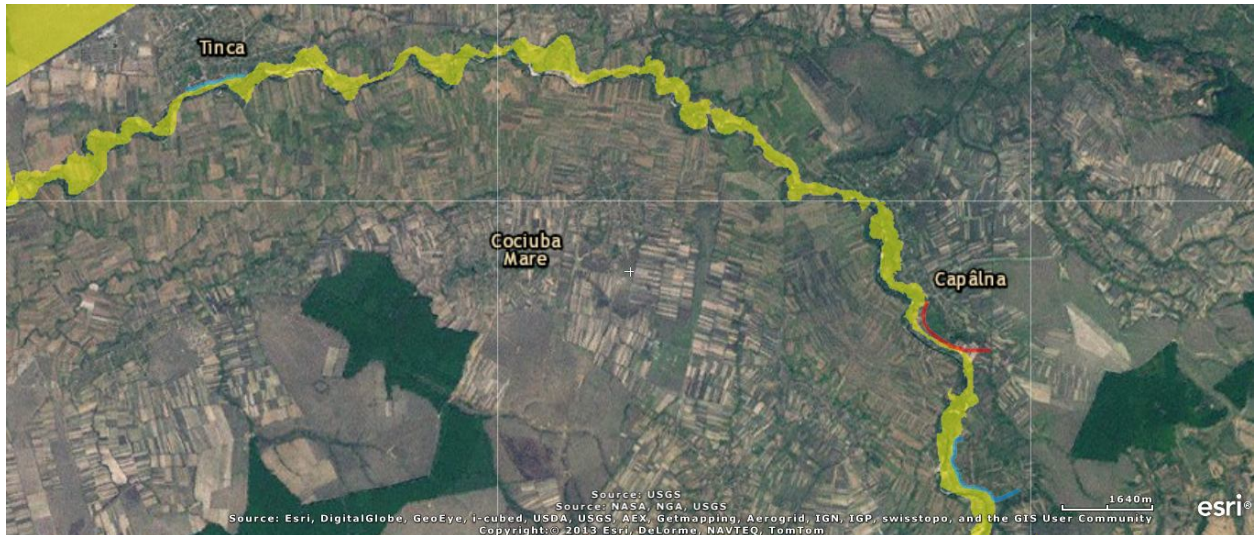 Tinca
Cociuba
Mare
Capâlna
Source: USGS
Source: NASA, NGA, USGS
Source: Esri, DigitalGlobe, GeoEye, i-cubed, USDA, USGS, AEX, Getmapping, Aerogrid, IGN, IGP, swisstopo, and the GIS User Community
Copyright:© 2013 Esri, DeLorme, NAVTEQ, TomTom
1640m
esri®